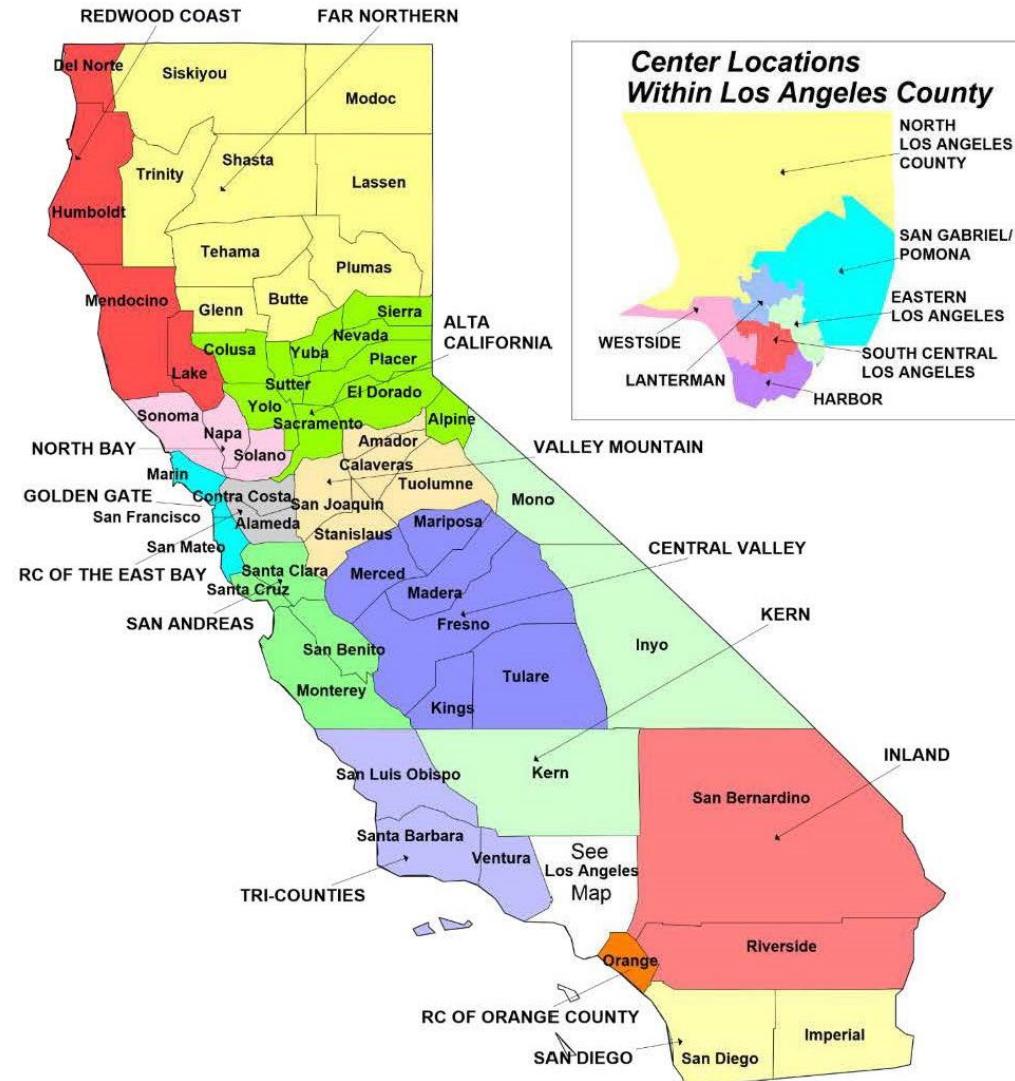 REDWOOD COAST
FAR NORTHERN
Del Norte
Siskiyou
Modoc
Trinity
Shasta
Lassen
Humboldt
Tehama
Plumas
Mendocino
Butte
Glenn
Sierra
Nevada
Colusa
Yuba
Placer
Lake
Sutter
El Dorado
Yolo
Sacramento
Alpine
ALTA
CALIFORNIA
Sonoma
Napa
Solano
Amador
NORTH BAY
VALLEY MOUNTAIN
Calaveras
Marin
Tuolumne
Contra Costa
San Joaquin
Mono
GOLDEN GATE
San Francisco
Alameda
Mariposa
Stanislaus
San Mateo
CENTRAL VALLEY
RC OF THE EAST BAY
Santa Clara
Merced
Santa Cruz
Madera
SAN ANDREAS
Fresno
KERN
San Benito
Inyo
Monterey
Tulare
Kings
INLAND
San Luis Obispo
Kern
San Bernardino
Santa Barbara
Ventura
See
Los Angeles
Map
TRI-COUNTIES
Riverside
Orange
RC OF ORANGE COUNTY
Imperial
SAN DIEGO
San Diego
Center Locations
Within Los Angeles County
NORTH
LOS ANGELES
COUNTY
SAN GABRIEL/
POMONA
EASTERN
LOS ANGELES
WESTSIDE
SOUTH CENTRAL
LOS ANGELES
LANTERMAN
HARBOR